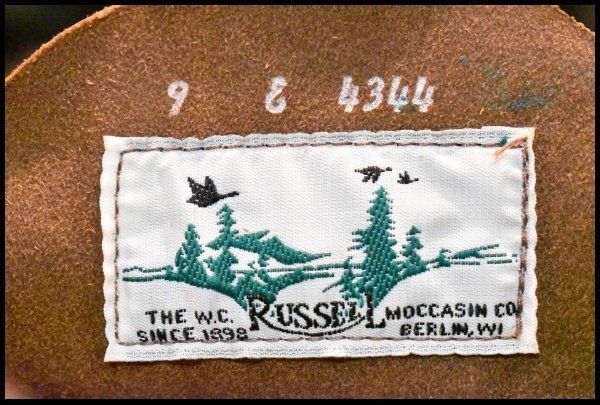 9 E 4344
THE W.C. RUSSELL MOCCASIN CO
SINCE 1898 BERLIN, WI